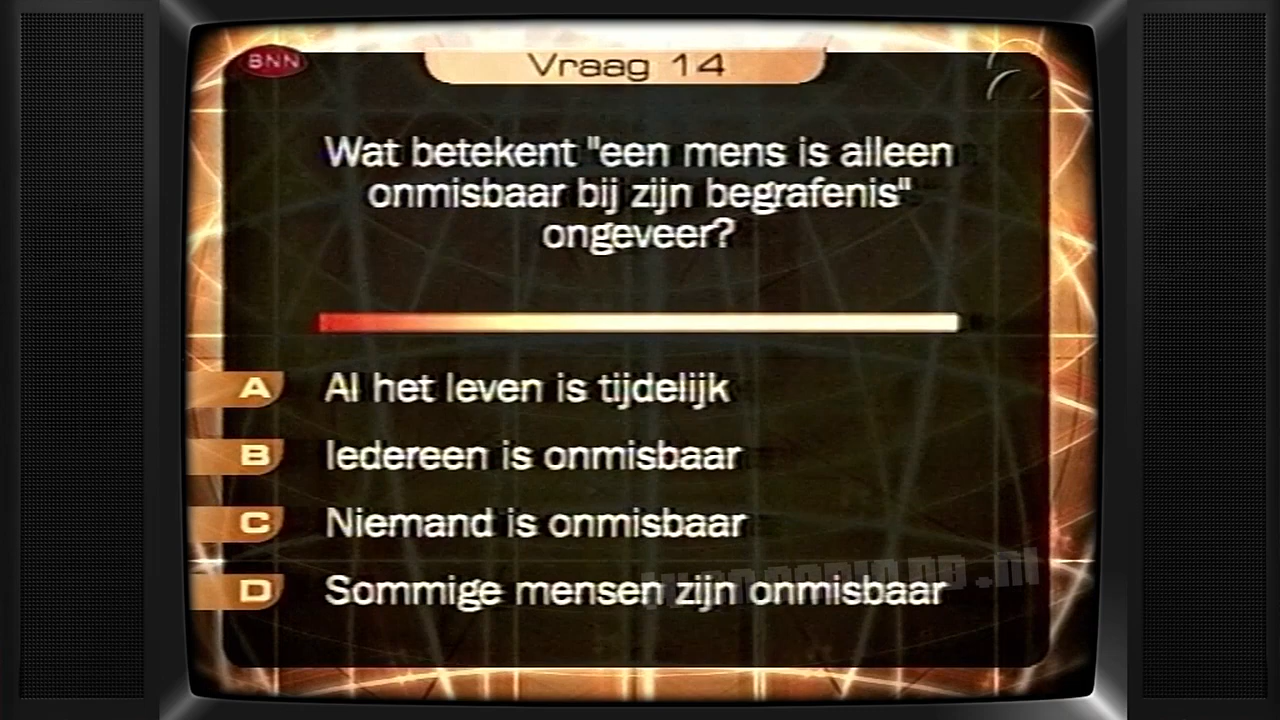 BNN
Vraag 14
Wat betekent "een mens is alleen
onmisbaar bij zijn begrafenis"
ongeveer?
A Al het leven is tijdelijk
B Iedereen is onmisbaar
C Niemand is onmisbaar
D Sommige mensen zijn onmisbaar